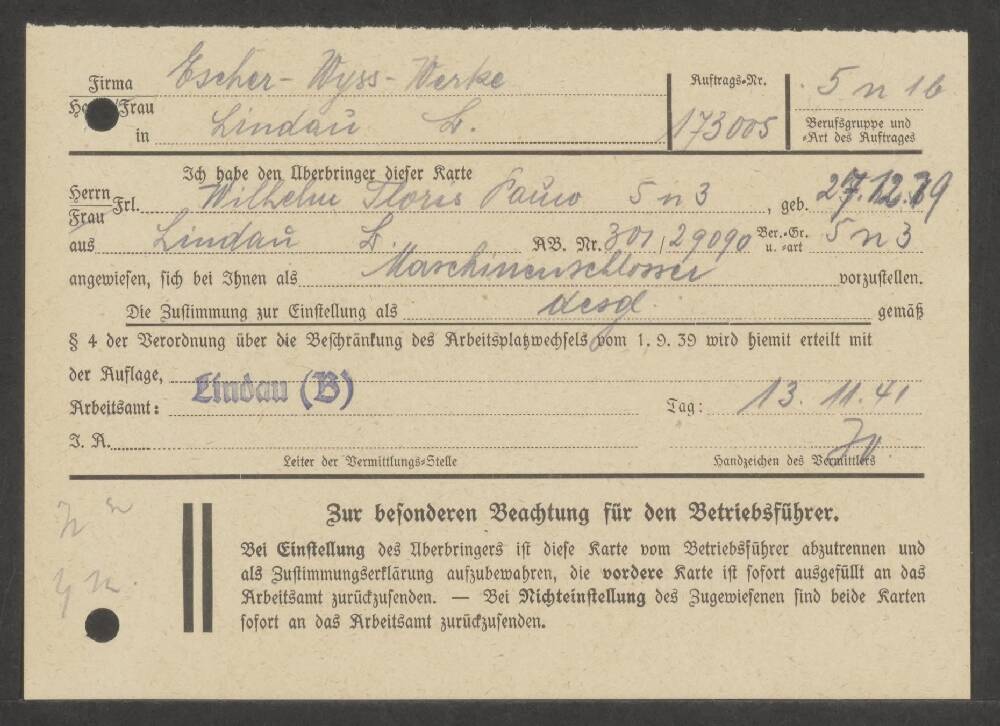 Firma Escher-Wyss-Werke Auftrags-Nr. 5 n 1b
Frau
in Lindau B. 173005 Berufsgruppe und
-Art des Auftrages
Ich habe den Überbringer dieser Karte
Herrn Frl. Wilhelm Floris Pauw 5 n 3, geb. 27.12.19
Frau
aus Lindau B. AB. Nr. 301/29090 Ber.-Gr. 5 n 3
u. -art
angewiesen, sich bei Ihnen als Maschinenschlosser vorzustellen.
Die Zustimmung zur Einstellung als desgl gemäß
§ 4 der Verordnung über die Beschränkung des Arbeitsplatzwechsels vom 1. 9. 39 wird hiemit erteilt mit
der Auflage,
Lindau (B)
Arbeitsamt: Tag: 13. 11. 41
I. A.
Leiter der Vermittlungs-Stelle Handzeichen des Vermittlers
Zur besonderen Beachtung für den Betriebsführer.
Bei Einstellung des Überbringers ist diese Karte vom Betriebsführer abzutrennen und
als Zustimmungserklärung aufzubewahren, die vordere Karte ist sofort ausgefüllt an das
Arbeitsamt zurückzusenden. — Bei Nichteinstellung des Zugewiesenen sind beide Karten
sofort an das Arbeitsamt zurückzusenden.